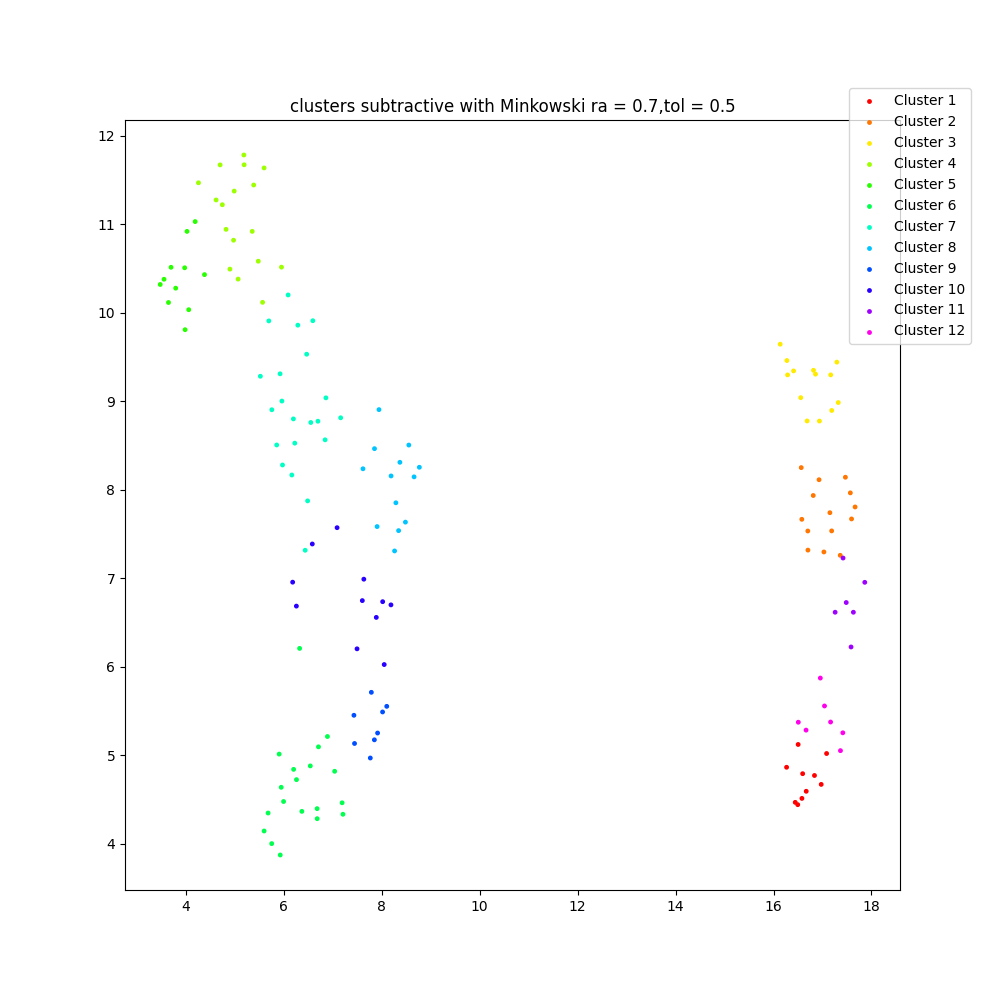 clusters subtractive with Minkowski ra = 0.7,tol = 0.5
Cluster 1
Cluster 2
Cluster 3
Cluster 4
Cluster 5
Cluster 6
Cluster 7
Cluster 8
Cluster 9
Cluster 10
Cluster 11
Cluster 12
12
11
10
9
8
7
6
5
4
4 6 8 10 12 14 16 18